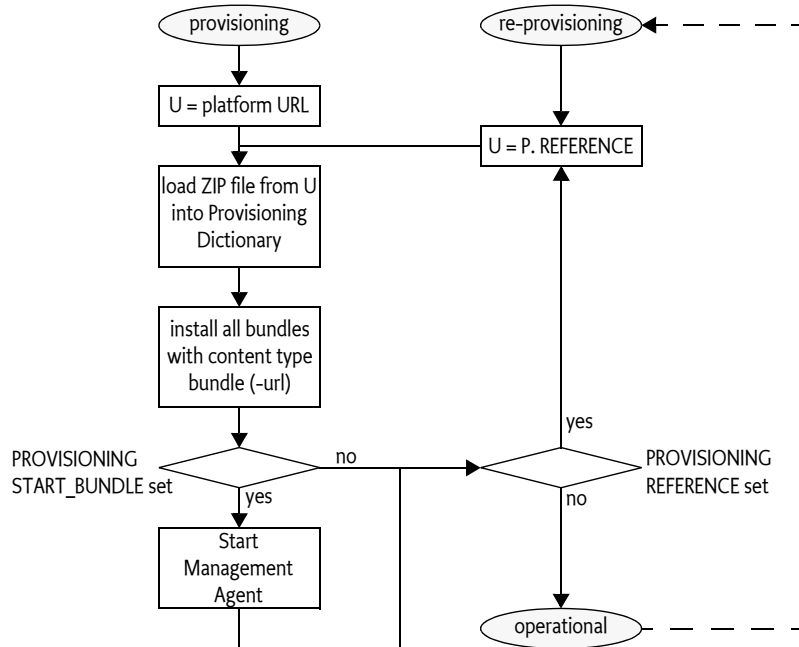 provisioning
re-provisioning
U = platform URL
U = P. REFERENCE
load ZIP file from U
into Provisioning
Dictionary
install all bundles
with content type
bundle (-url)
yes
PROVISIONING
START_BUNDLE set
no
PROVISIONING
REFERENCE set
yes
no
Start
Management
Agent
operational